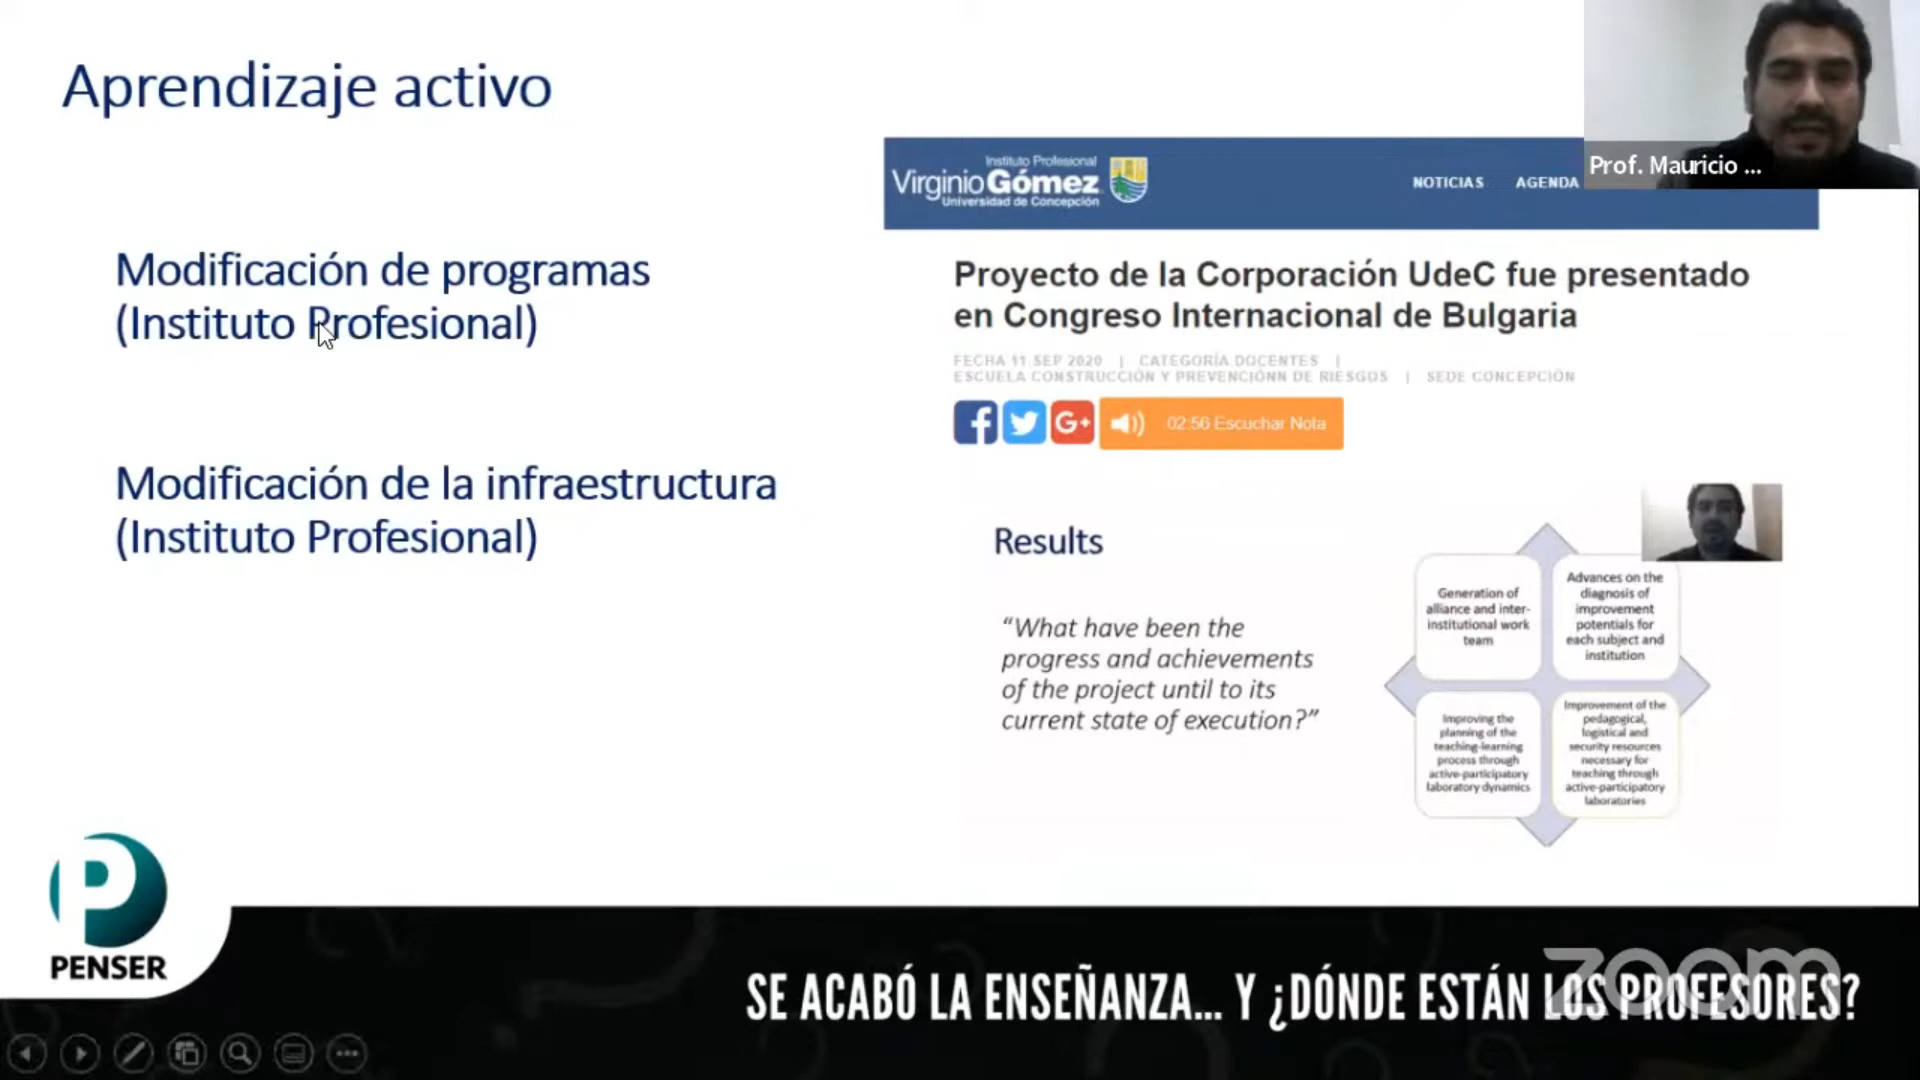 Aprendizaje activo
Prof. Mauricio ...
Instituto Profesional
Virginio Gómez
Universidad de Concepción
NOTICIAS AGENDA
Modificación de programas
(Instituto Profesional)
Modificación de la infraestructura
(Instituto Profesional)
Proyecto de la Corporación UdeC fue presentado
en Congreso Internacional de Bulgaria
FECHA 11 SEP 2020 | CATEGORÍA DOCENTES |
ESCUELA CONSTRUCCIÓN Y PREVENCIÓNN DE RIESGOS | SEDE CONCEPCIÓN
G+ 02:56 Escuchar Nota
Results
“What have been the
progress and achievements
of the project until to its
current state of execution?”
Generation of
alliance and inter-
institutional work
team
Advances on the
diagnosis of
improvement
potentials for
each subject and
institution
Improving the
planning of the
teaching-learning
process through
active-participatory
laboratory dynamics
Improvement of the
pedagogical,
logistical and
security resources
necessary for
teaching through
active-participatory
laboratories
P
PENSER
SE ACABÓ LA ENSEÑANZA... Y ¿DÓNDE ESTÁN LOS PROFESORES?
zoom